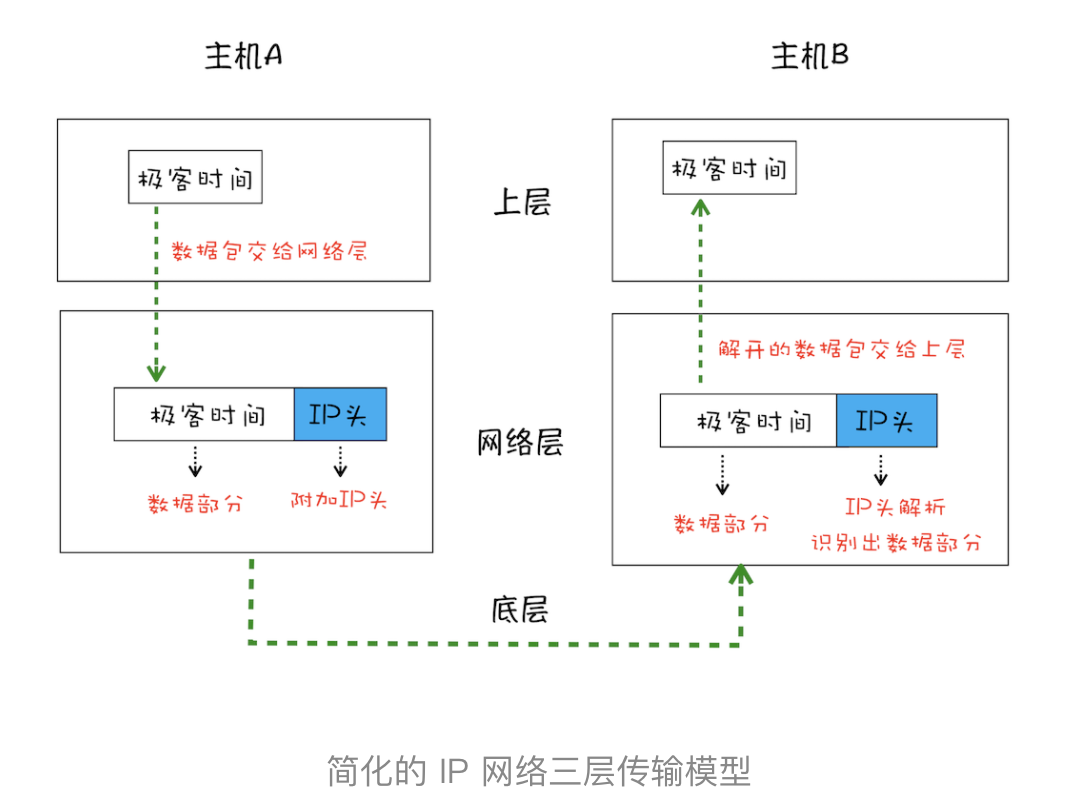 主机A
主机B
极客时间
数据包交给网络层
上层
极客时间
极客时间
IP头
数据部分
附加IP头
网络层
解开的数据包交给上层
极客时间
IP头
数据部分
IP头解析
识别出数据部分
底层
简化的 IP 网络三层传输模型